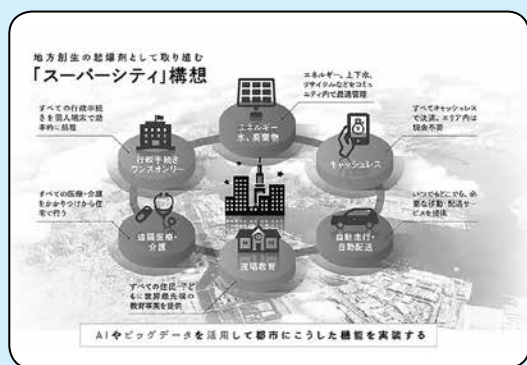 地方創生の起爆剤として取り組む
「スーパーシティ」構想
エネルギー、上下水、
リサイクルなどをコミュ
ニティ内で最適管理
すべての行政手続
きを個人端末で効
率的に処理
エネルギー
水、廃棄物
すべてキャッシュレス
で決済。エリア内は
現金不要
行政手続き
ワンスオンリー
キャッシュレス
すべての医療・介護
をかかりつけから住
宅で行う
いつでもどこでも、必
要な移動・配送サービ
スを提供
遠隔医療・
介護
自動走行・
自動配送
遠隔教育
すべての住民・子ど
もに世界最先端の
教育事業を提供
AIやビッグデータを活用して都市にこうした機能を実装する